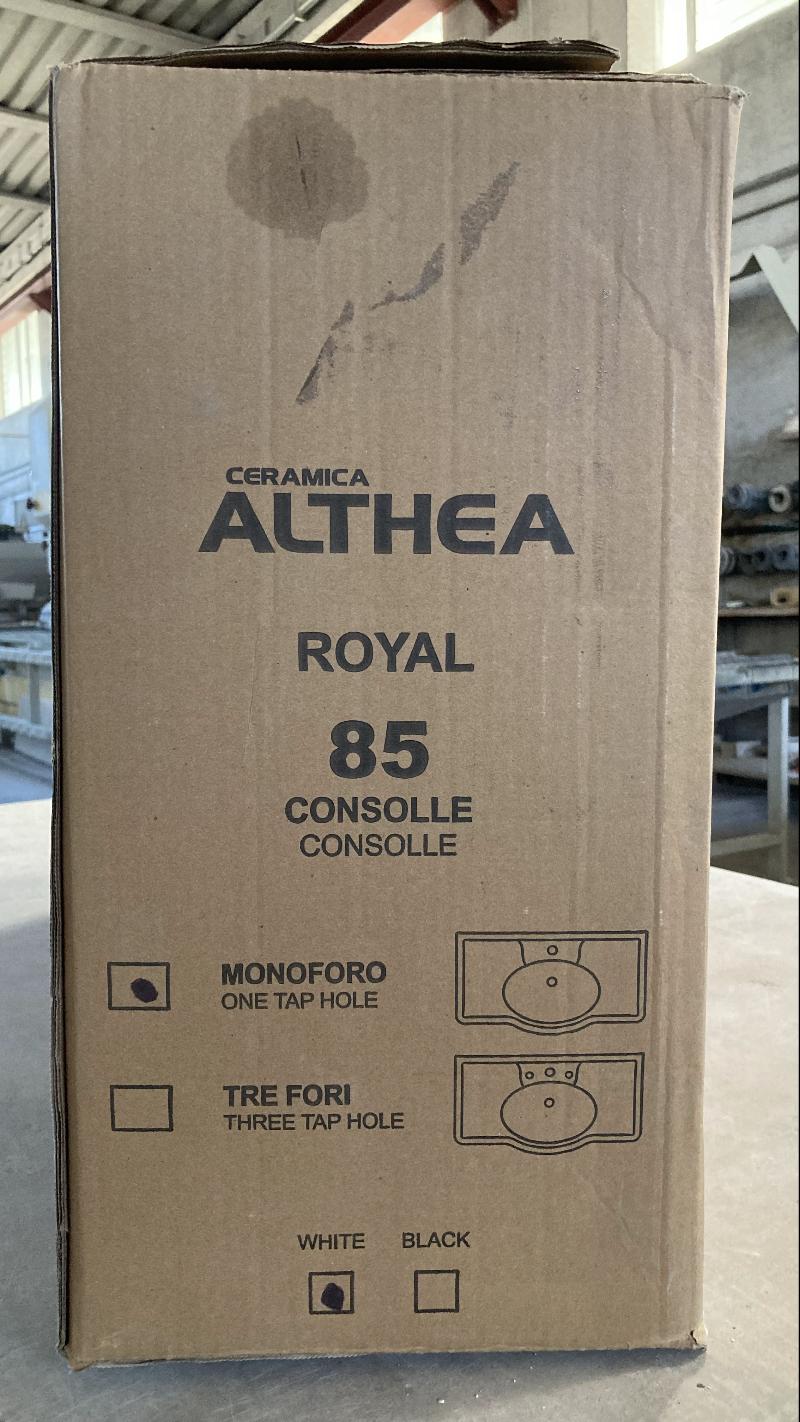 CERAMICA
ALTHEA
ROYAL
85
CONSOLLE
CONSOLLE
MONOFORO
ONE TAP HOLE
TRE FORI
THREE TAP HOLE
WHITE BLACK